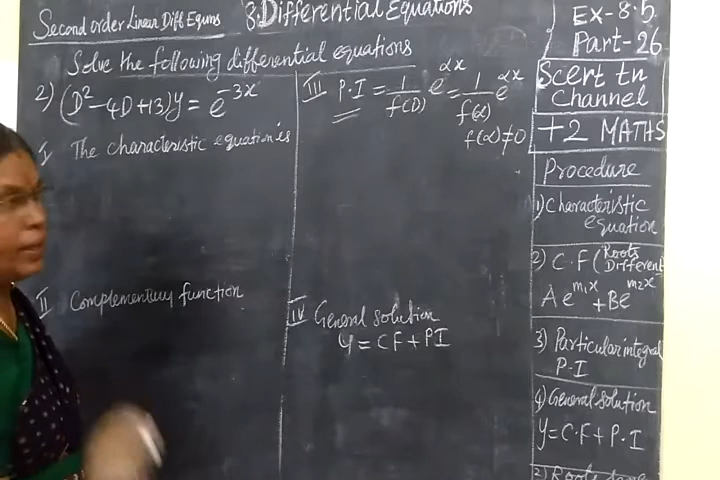 Second order Linear Diff Equns
8. Differential Equations
Solve the following differential equations
2) (D² - 4D + 13) y = e⁻³ˣ
I, The characteristic equation is
II Complementary function
III P.I = 1/f(D) e^αx = 1/f(α) e^αx
f(α) ≠ 0
IV General solution
y = CF + PI
EX-8.5
Part-26
Scert tn
Channel
+2 MATHS
Procedure
1) Characteristic
equation
2) C.F (Roots
Different
Ae^m₁x + Be^m₂x
3) Particular integral
P.I
4) General solution
y = C.F + P.I